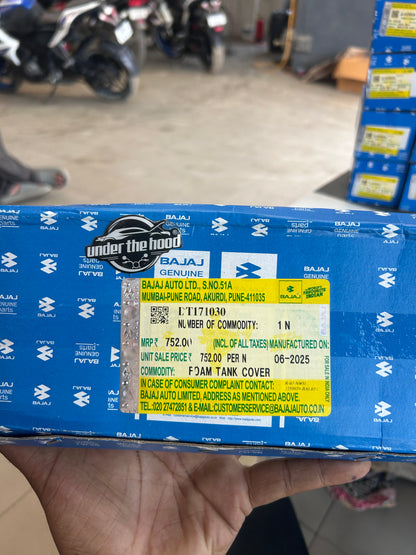 under the hood
BAJAJ
GENUINE
BAJAJ AUTO LTD., S.NO.51A
MUMBAI-PUNE ROAD, AKURDI, PUNE-411035
DT171030
NUMBER OF COMMODITY: 1 N
MRP ₹ 752.00 (INCL OF ALL TAXES) MANUFACTURED ON:
UNIT SALE PRICE ₹ 752.00 PER N 06-2025
COMMODITY: FOAM TANK COVER
IN CASE OF CONSUMER COMPLAINT CONTACT:
BAJAJ AUTO LIMITED, ADDRESS AS MENTIONED ABOVE.
TEL.:020 27472851 & E-MAIL:CUSTOMERSERVICE@BAJAJAUTO.CO.IN
FOR SALE IN INDIA ONLY
BAJAJ
GENUINE
parts